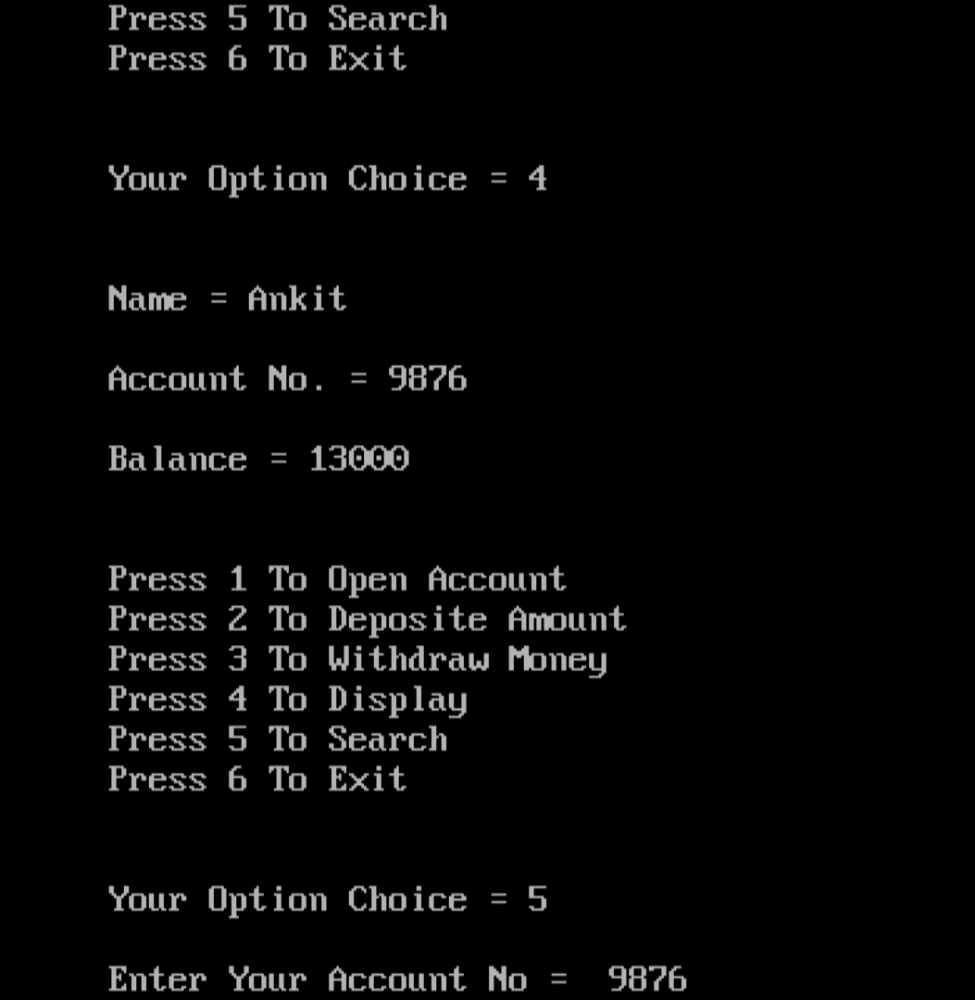 Press 5 To Search
Press 6 To Exit
Your Option Choice = 4
Name = Ankit
Account No. = 9876
Balance = 13000
Press 1 To Open Account
Press 2 To Deposite Amount
Press 3 To Withdraw Money
Press 4 To Display
Press 5 To Search
Press 6 To Exit
Your Option Choice = 5
Enter Your Account No =  9876